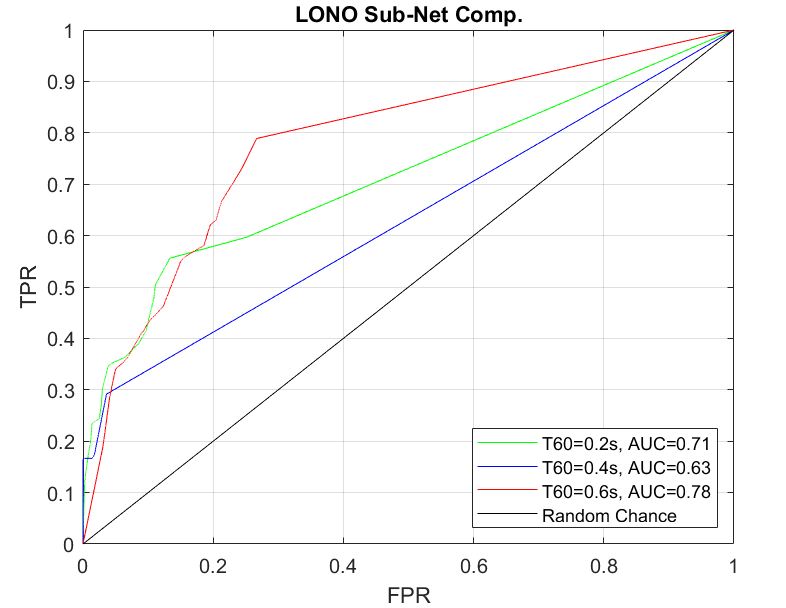 LONO Sub-Net Comp.
1
0.9
0.8
0.7
0.6
0.5
0.4
0.3
0.2
0.1
0
TPR
T60=0.2s, AUC=0.71
T60=0.4s, AUC=0.63
T60=0.6s, AUC=0.78
Random Chance
0 0.2 0.4 0.6 0.8 1
FPR